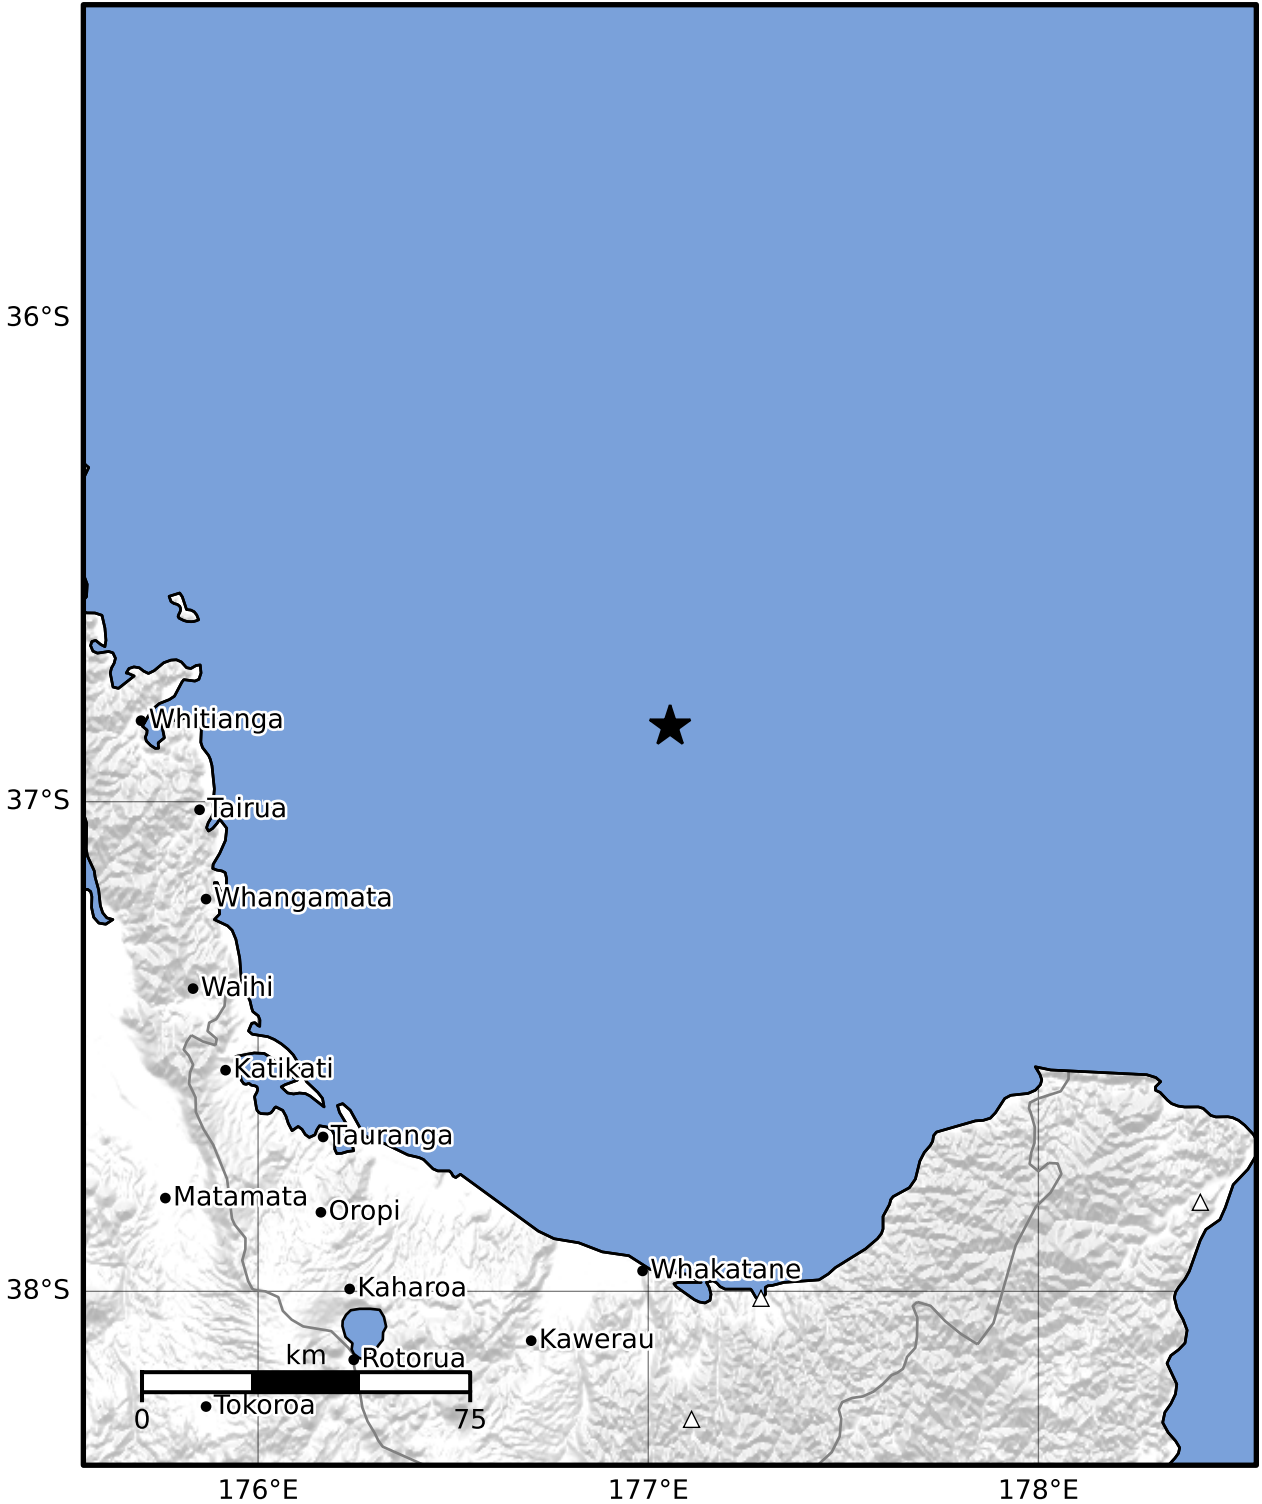 36°S
Whitianga
37°S
Tairua
Whangamata
Waihi
Katikati
Tauranga
Matamata
Oropi
Whakatane
38°S
Kaharoa
Kawerau
km
Rotorua
Tokoroa
0
75
176°E
177°E
178°E